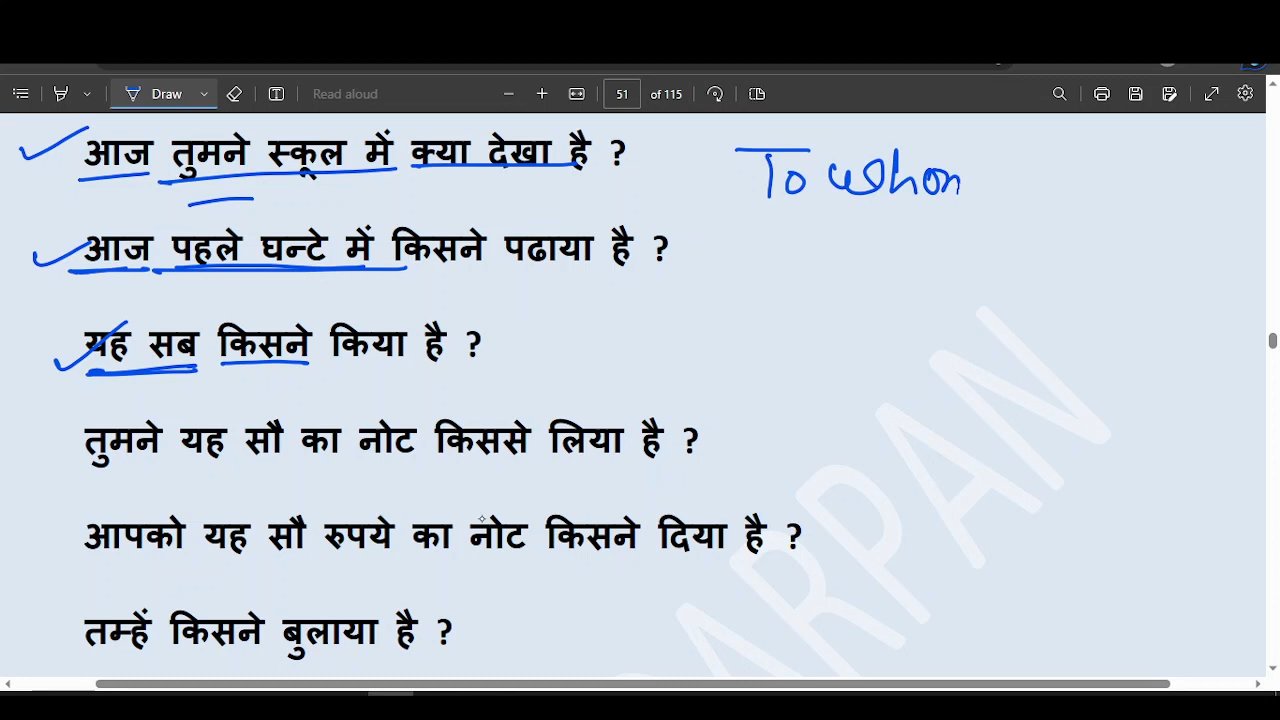 Draw
Read aloud
51 of 115
आज तुमने स्कूल में क्या देखा है ?
To whom
आज पहले घन्टे में किसने पढाया है ?
यह सब किसने किया है ?
तुमने यह सौ का नोट किससे लिया है ?
आपको यह सौ रुपये का नोट किसने दिया है ?
तम्हें किसने बुलाया है ?